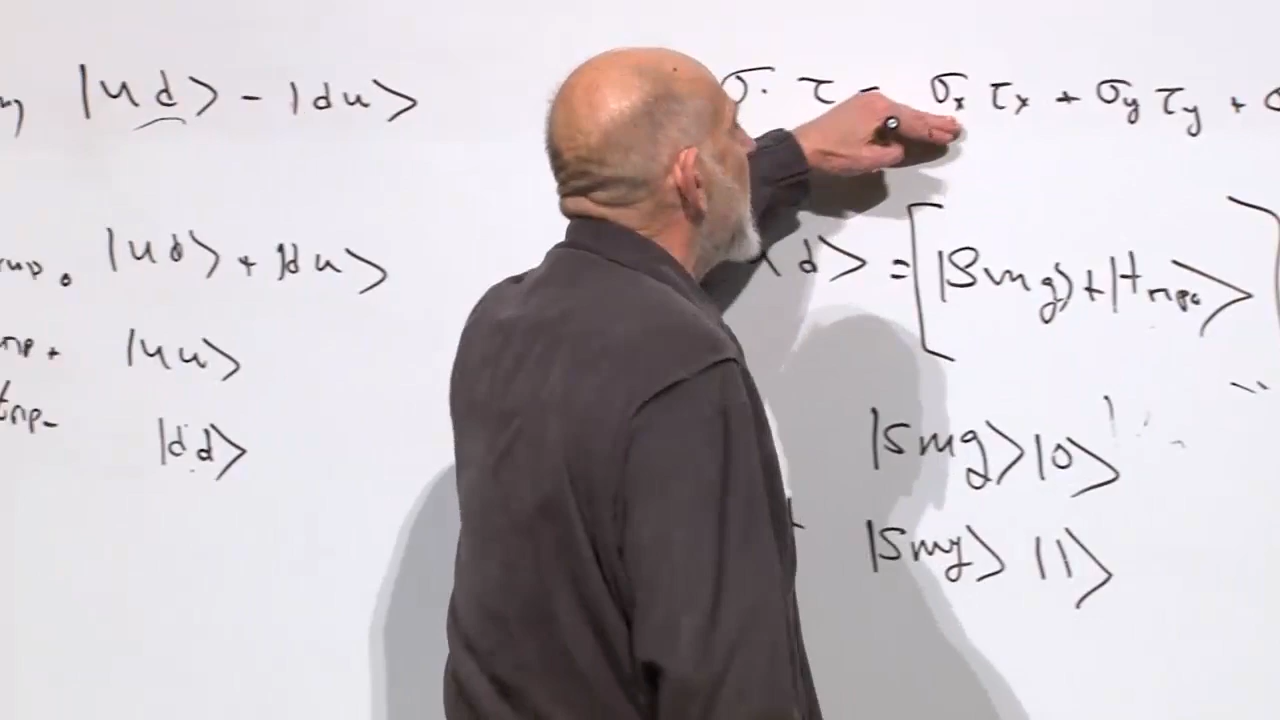 |ud> - |du>
|ud> + |du>
|uu>
|dd>
σ · τ = σx τx + σy τy +
d> = [|Sing> + |trip0>]
|Sing>|0>
|Sing>|1>